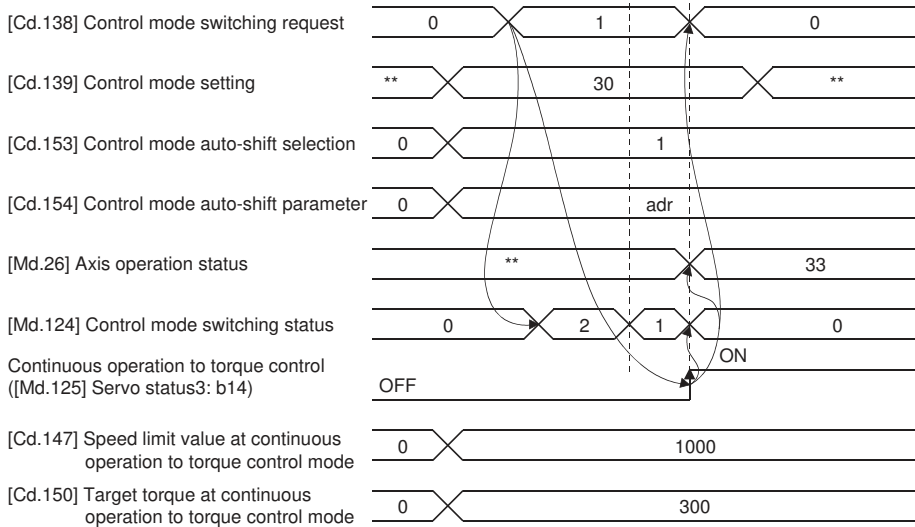 [Cd.138] Control mode switching request 0 1 0
[Cd.139] Control mode setting ** 30 **
[Cd.153] Control mode auto-shift selection 0 1
[Cd.154] Control mode auto-shift parameter 0 adr
[Md.26] Axis operation status ** 33
[Md.124] Control mode switching status 0 2 1 0
Continuous operation to torque control
([Md.125] Servo status3: b14) OFF ON
[Cd.147] Speed limit value at continuous
operation to torque control mode 0 1000
[Cd.150] Target torque at continuous
operation to torque control mode 0 300